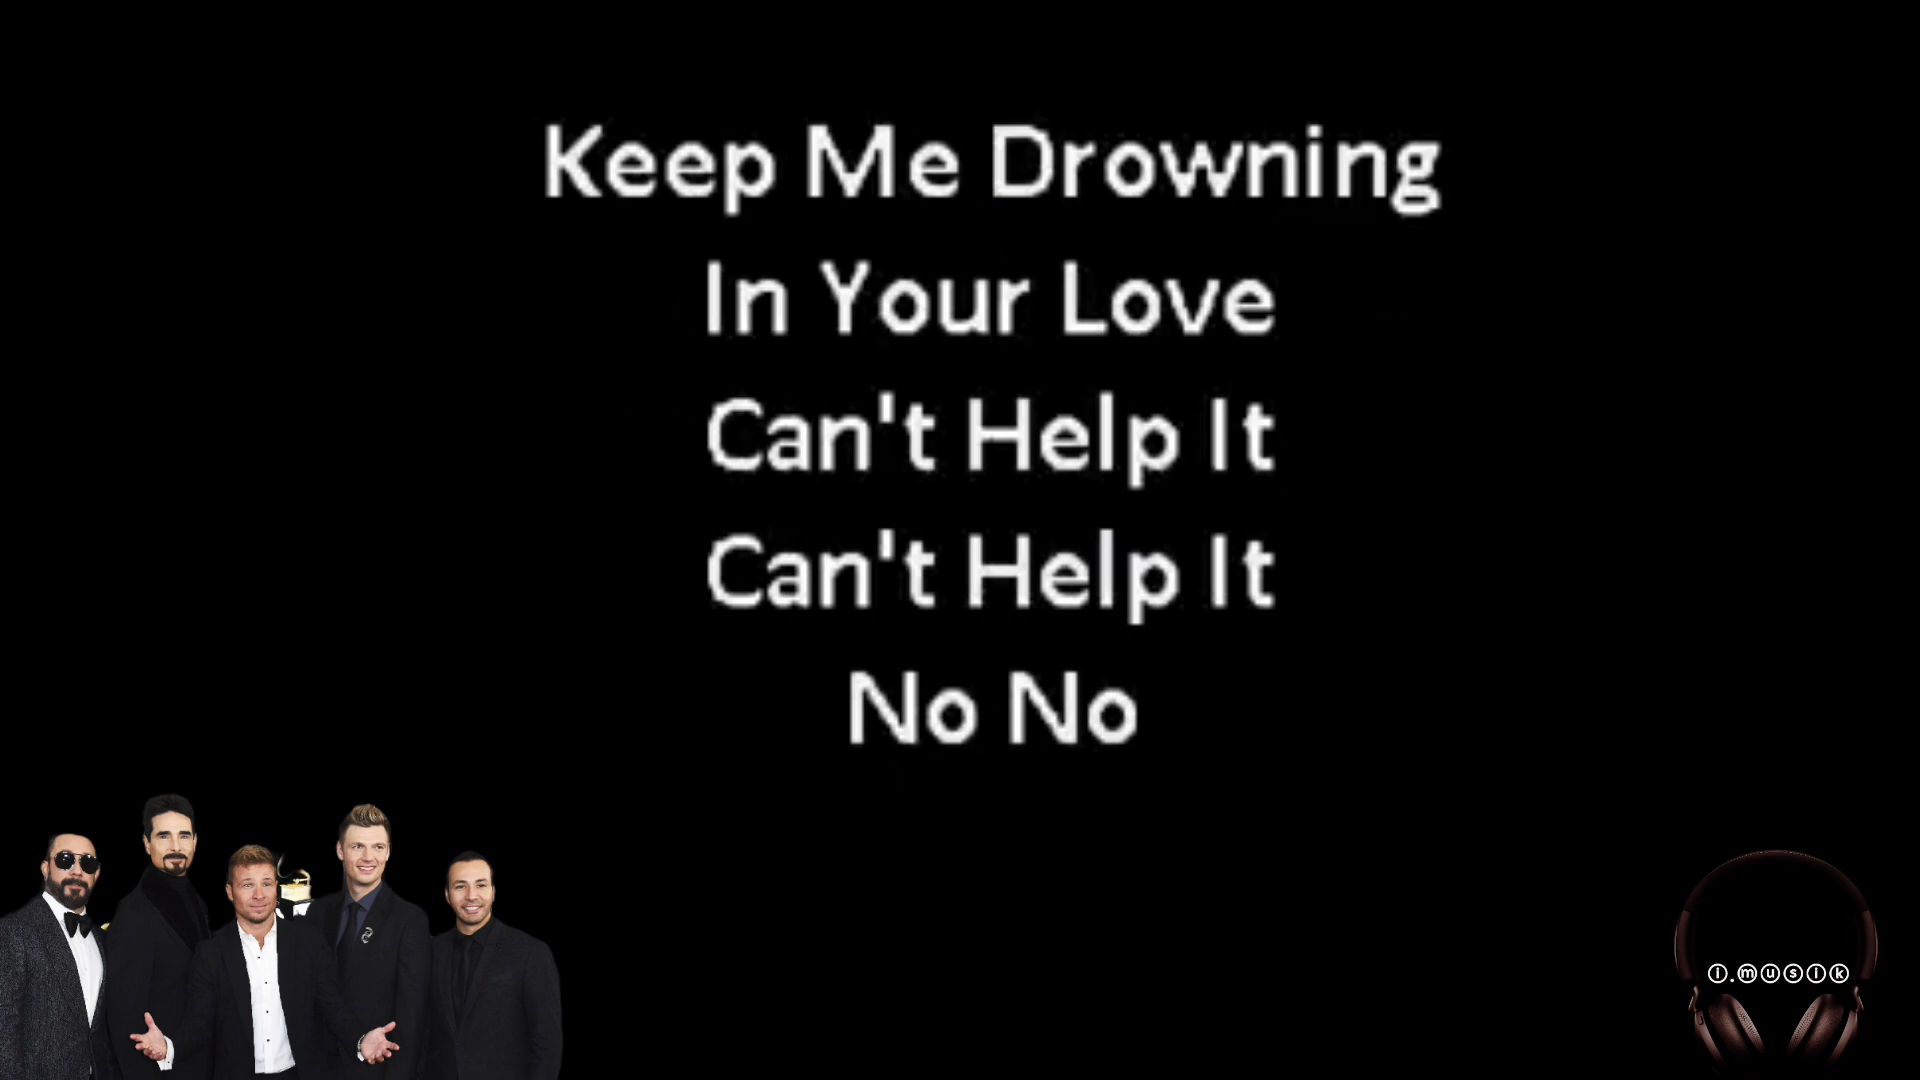 Keep Me Drowning
In Your Love
Can't Help It
Can't Help It
No No
i.musik